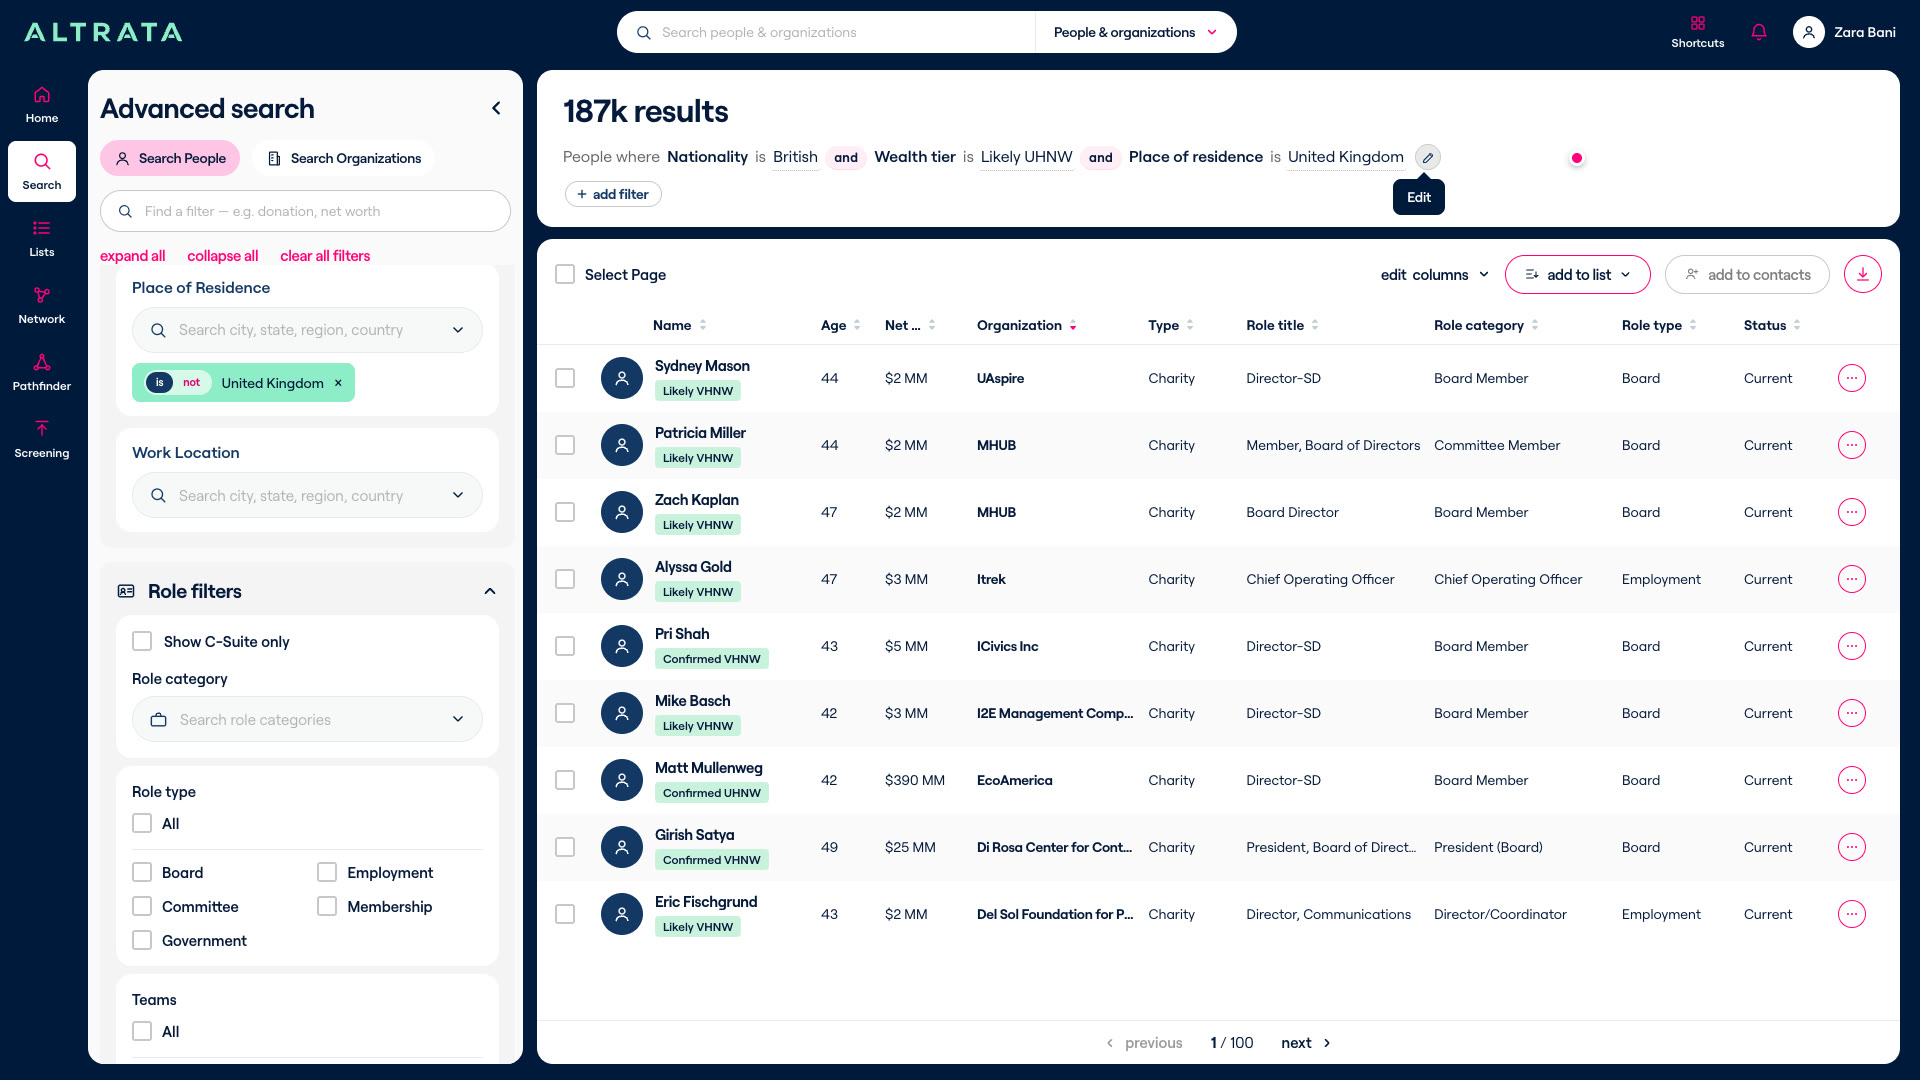 ALTRATA
Search people & organizations
People & organizations
Shortcuts
Zara Bani
Home
Search
Lists
Network
Pathfinder
Screening
Advanced search
Search People
Search Organizations
Find a filter — e.g. donation, net worth
expand all collapse all clear all filters
Place of Residence
Search city, state, region, country
is not United Kingdom ×
Work Location
Search city, state, region, country
Role filters
Show C-Suite only
Role category
Search role categories
Role type
All
Board Employment
Committee Membership
Government
Teams
All
187k results
People where Nationality is British and Wealth tier is Likely UHNW and Place of residence is United Kingdom
+ add filter
Edit
Select Page
edit columns
add to list
add to contacts
Name Age Net ... Organization Type Role title Role category Role type Status
Sydney Mason
Likely VHNW
44 $2 MM UAspire Charity Director-SD Board Member Board Current
Patricia Miller
Likely VHNW
44 $2 MM MHUB Charity Member, Board of Directors Committee Member Board Current
Zach Kaplan
Likely VHNW
47 $2 MM MHUB Charity Board Director Board Member Board Current
Alyssa Gold
Likely VHNW
47 $3 MM Itrek Charity Chief Operating Officer Chief Operating Officer Employment Current
Pri Shah
Confirmed VHNW
43 $5 MM ICivics Inc Charity Director-SD Board Member Board Current
Mike Basch
Likely VHNW
42 $3 MM I2E Management Comp... Charity Director-SD Board Member Board Current
Matt Mullenweg
Confirmed UHNW
42 $390 MM EcoAmerica Charity Director-SD Board Member Board Current
Girish Satya
Confirmed VHNW
49 $25 MM Di Rosa Center for Cont... Charity President, Board of Direct... President (Board) Board Current
Eric Fischgrund
Likely VHNW
43 $2 MM Del Sol Foundation for P... Charity Director, Communications Director/Coordinator Employment Current
previous 1 / 100 next